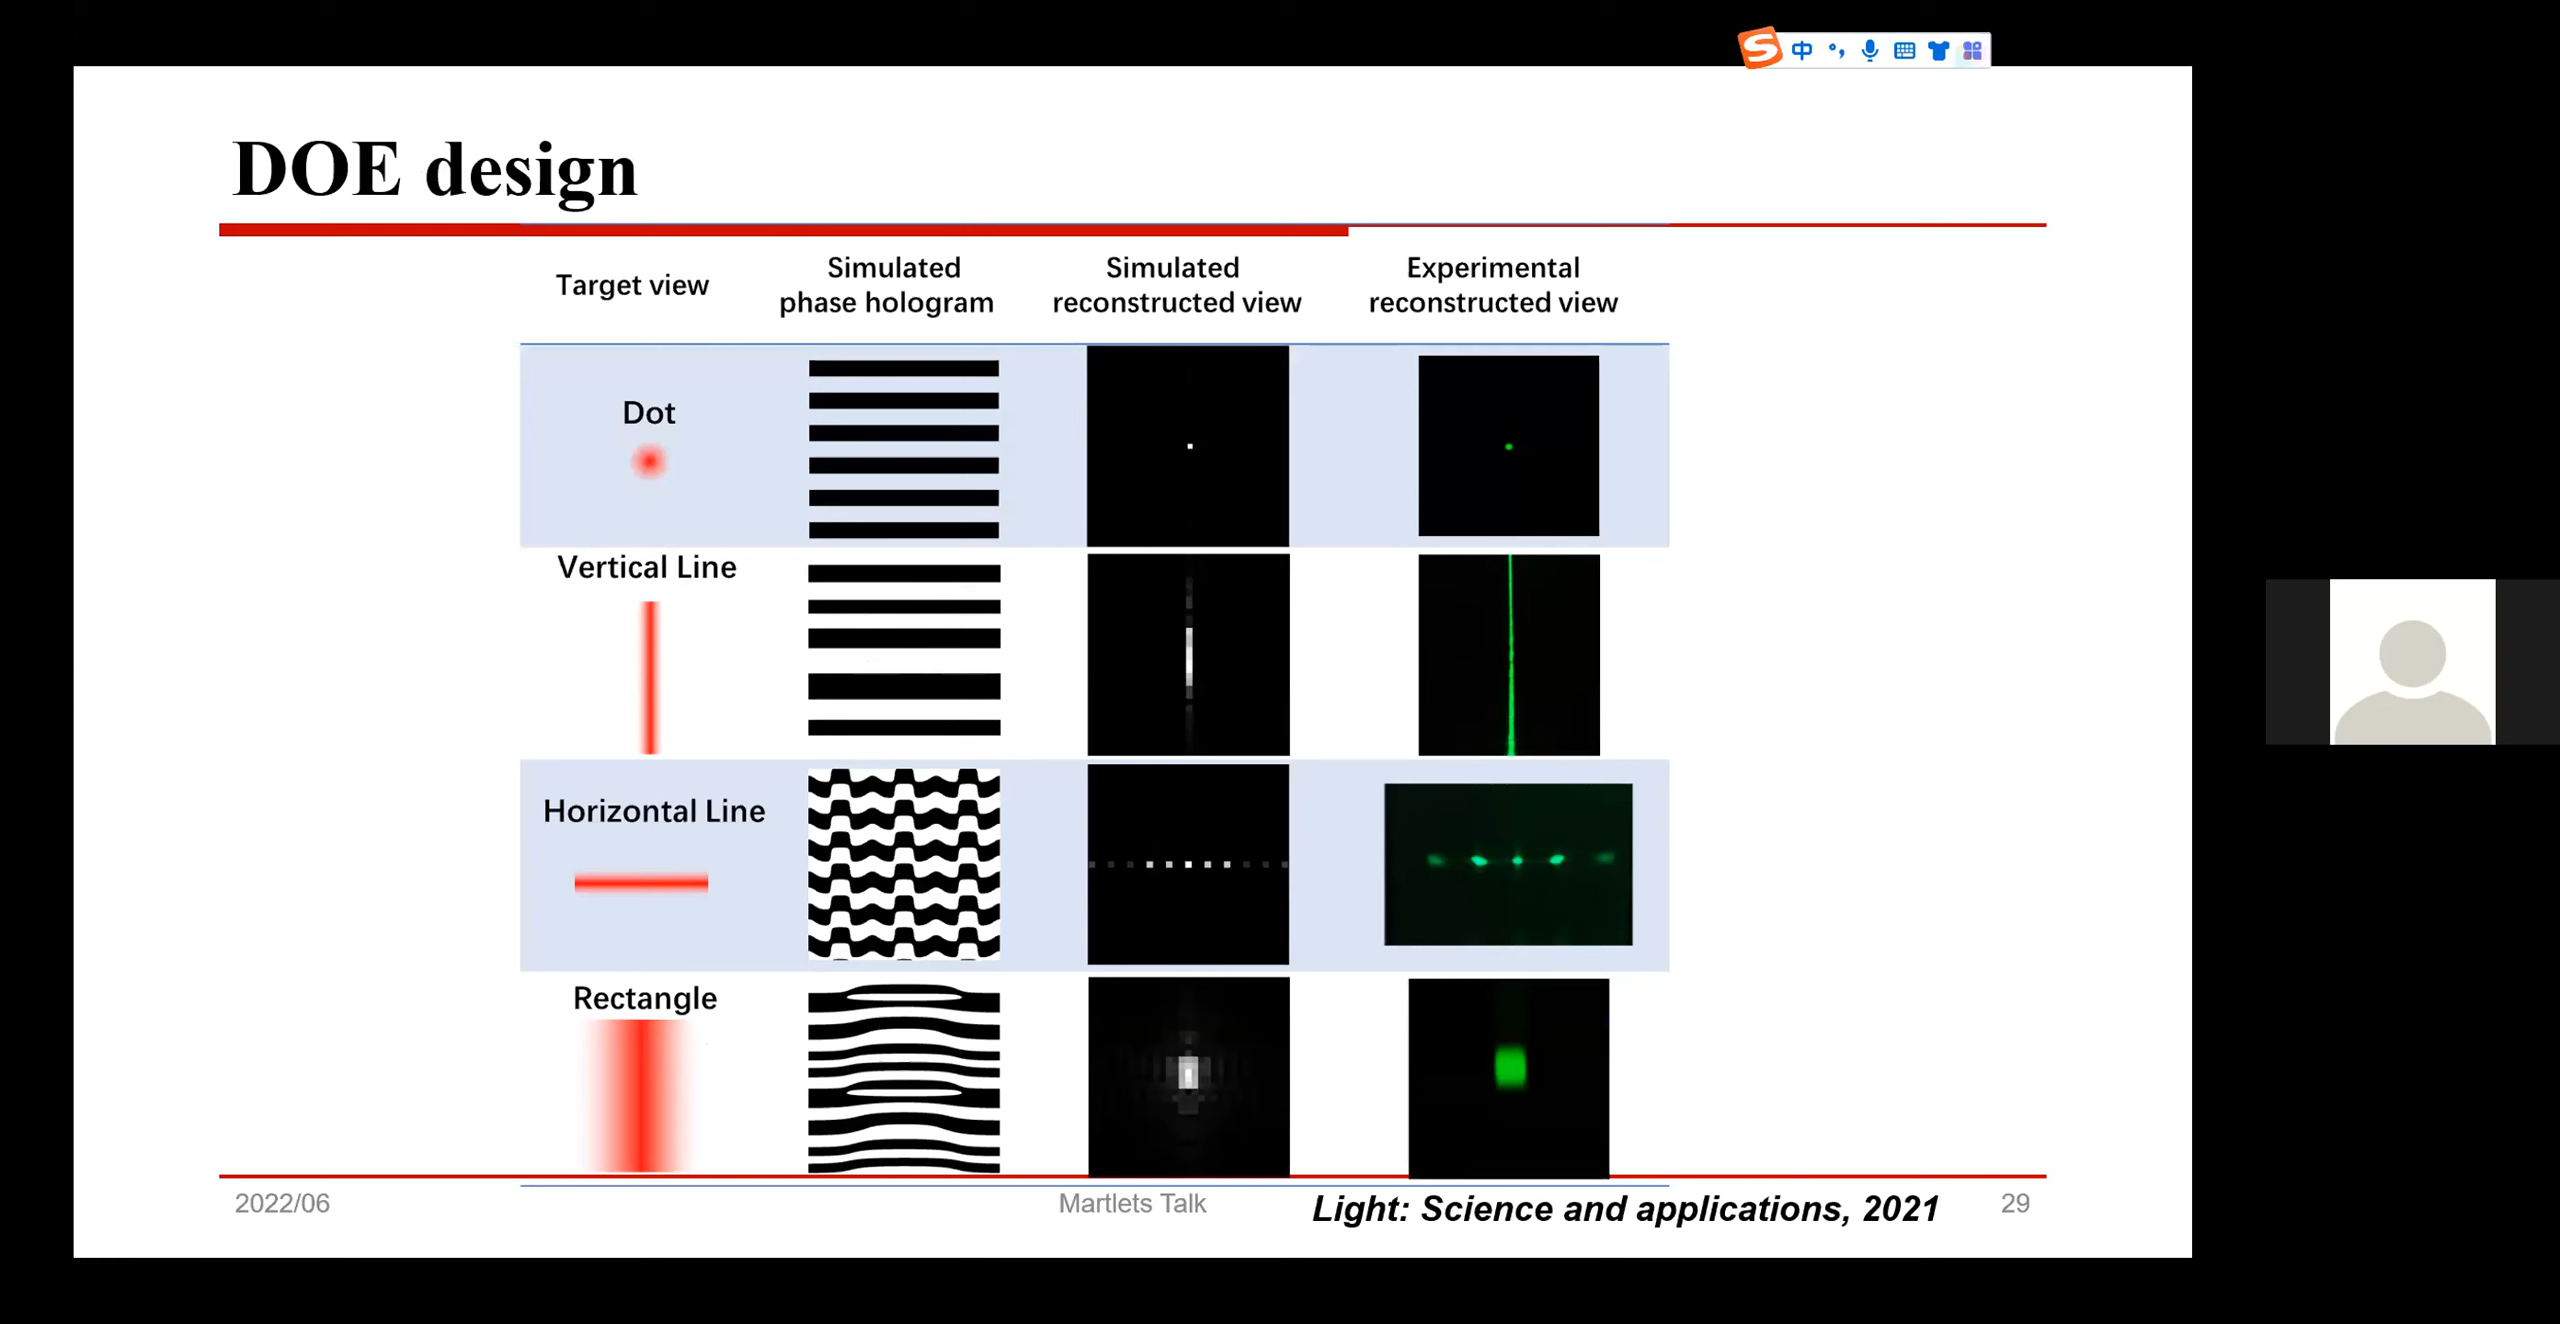 中
DOE design
Target view
Simulated
phase hologram
Simulated
reconstructed view
Experimental
reconstructed view
Dot
Vertical Line
Horizontal Line
Rectangle
2022/06
Martlets Talk
Light: Science and applications, 2021
29